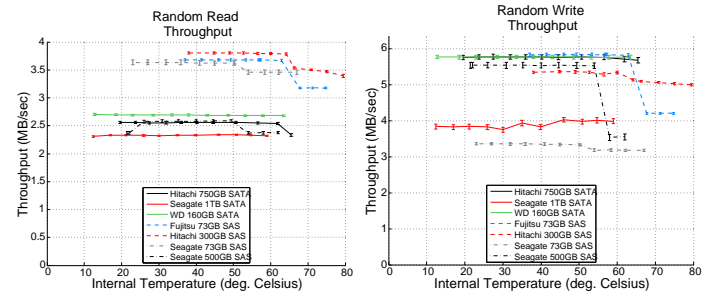 Random Read
Throughput
Throughput (MB/sec)
4
3.5
3
2.5
2
1.5
1
0.5
0
0
10
20
30
40
50
60
70
80
Internal Temperature (deg. Celsius)
Hitachi 750GB SATA
Seagate 1TB SATA
WD 160GB SATA
Fujitsu 73GB SAS
Hitachi 300GB SAS
Seagate 73GB SAS
Seagate 500GB SAS
Random Write
Throughput
Throughput (MB/sec)
6
5
4
3
2
1
0
0
10
20
30
40
50
60
70
80
Internal Temperature (deg. Celsius)
Hitachi 750GB SATA
Seagate 1TB SATA
WD 160GB SATA
Fujitsu 73GB SAS
Hitachi 300GB SAS
Seagate 73GB SAS
Seagate 500GB SAS